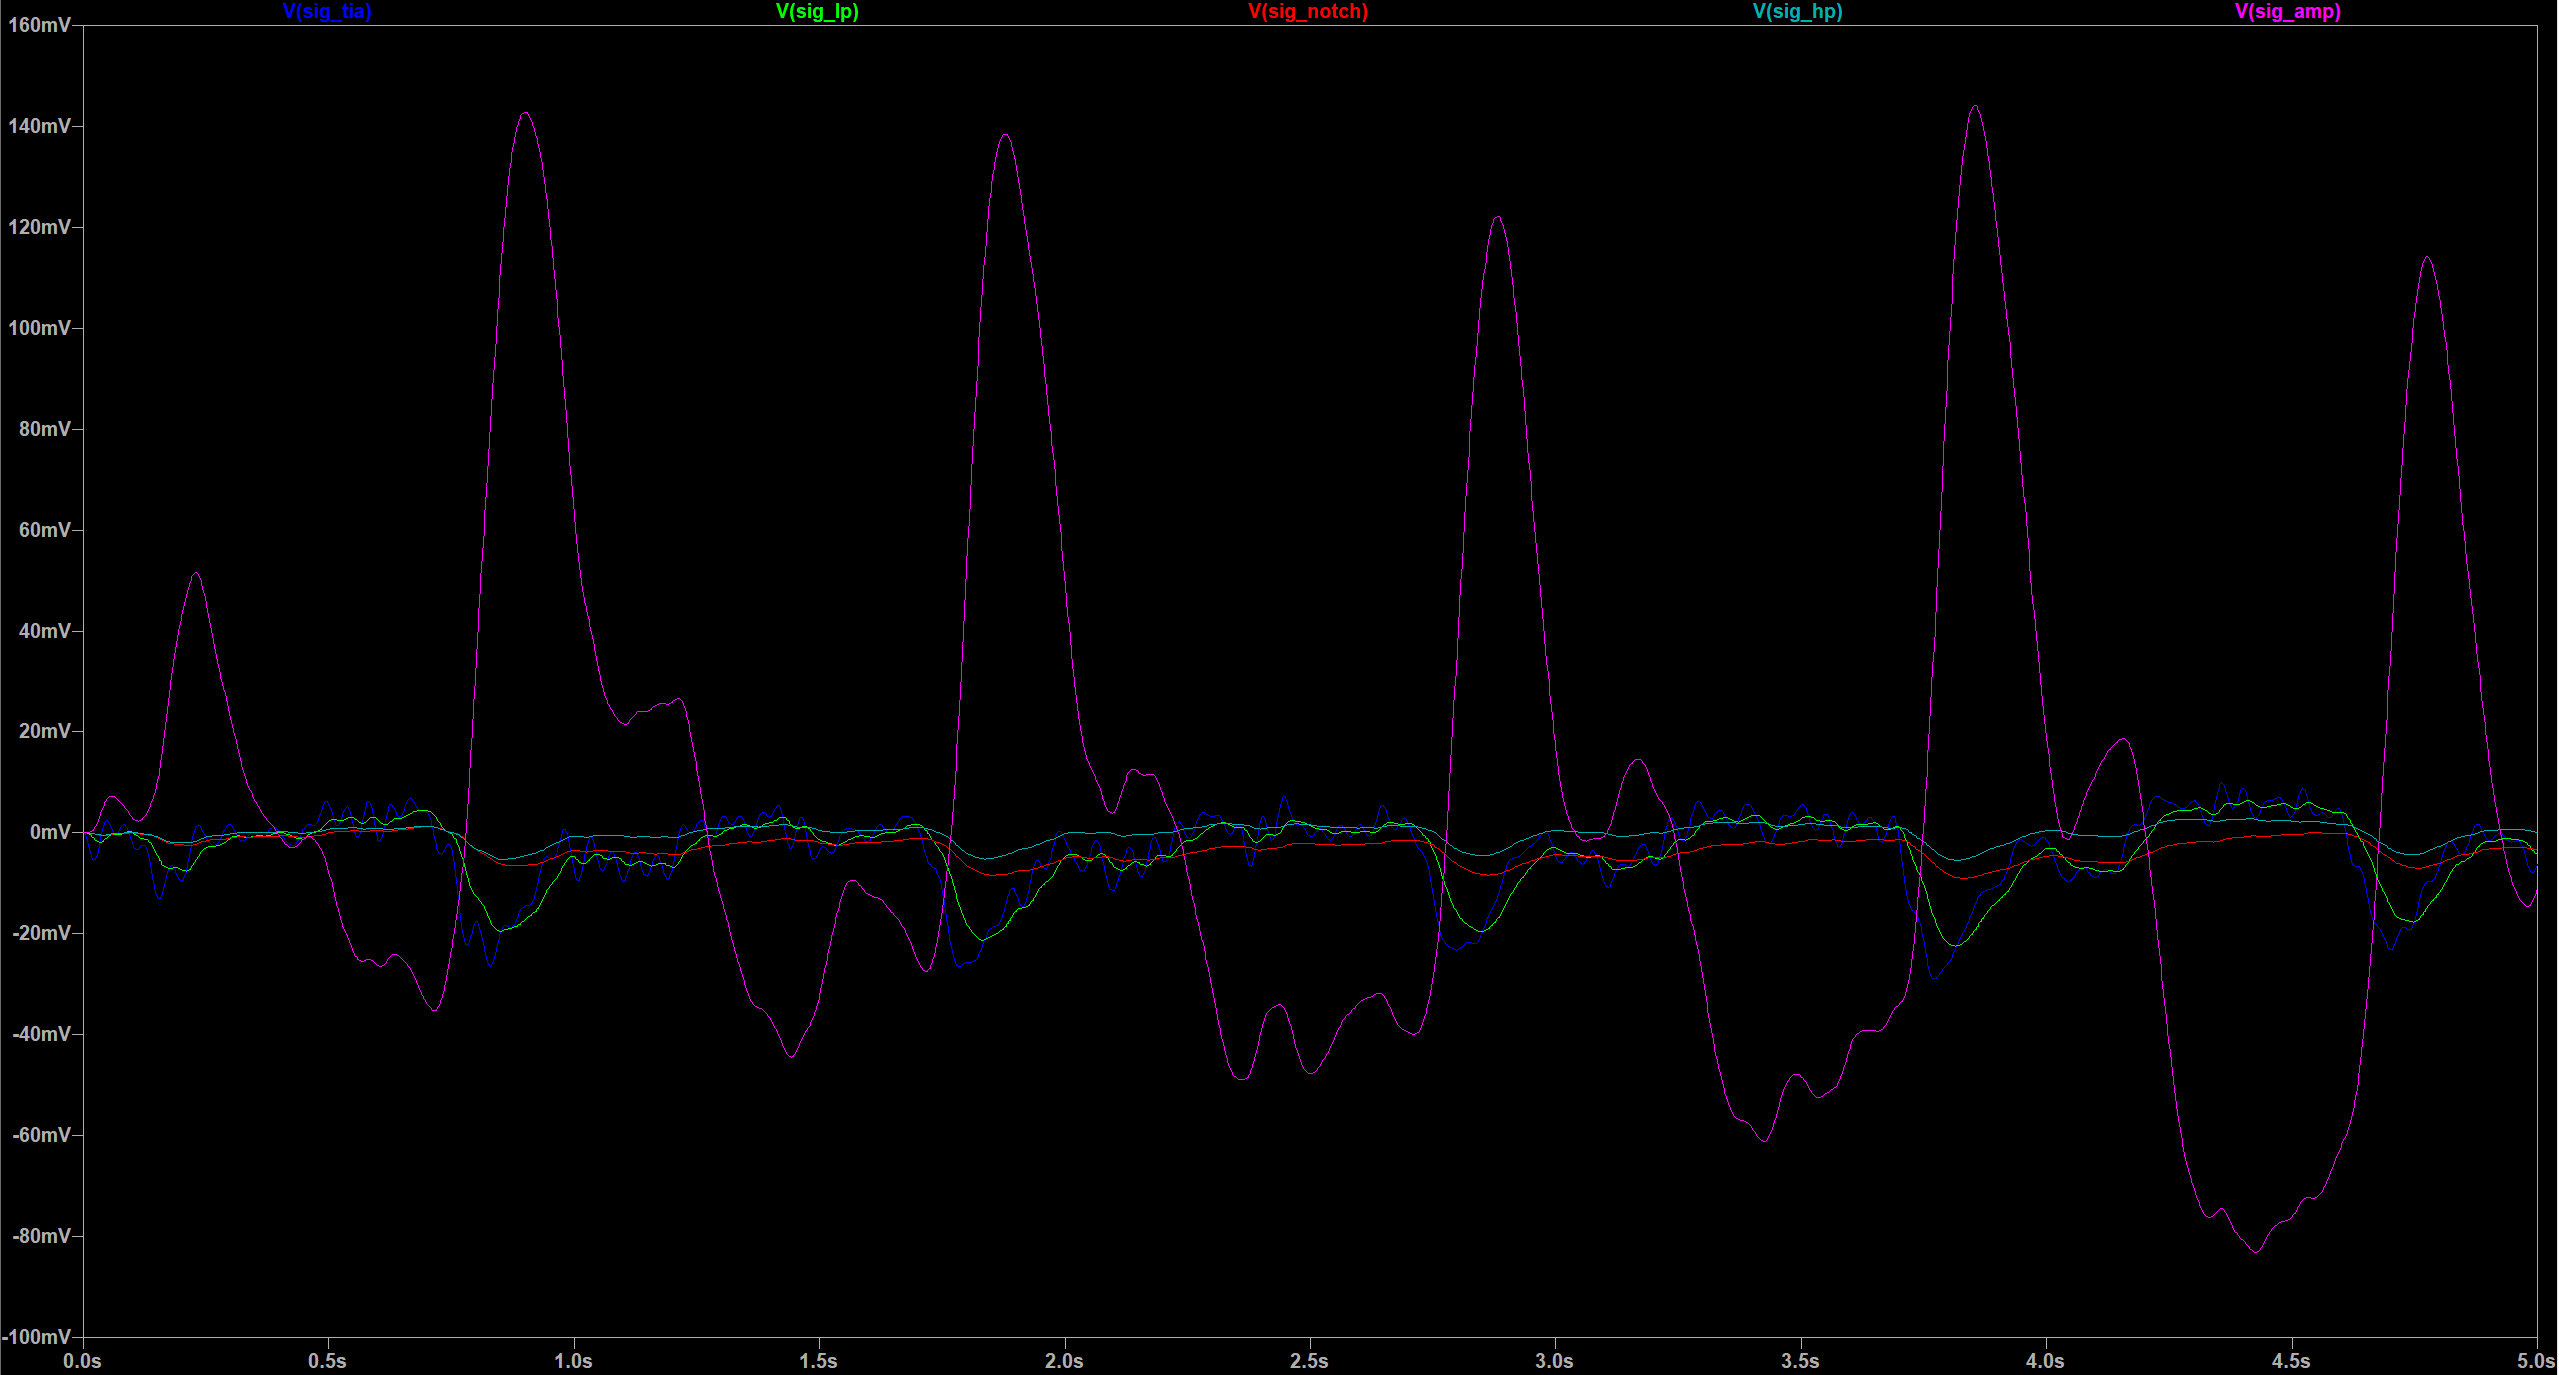 V(sig_tia) V(sig_lp) V(sig_notch) V(sig_hp) V(sig_amp)
160mV
140mV
120mV
100mV
80mV
60mV
40mV
20mV
0mV
-20mV
-40mV
-60mV
-80mV
-100mV
0.0s 0.5s 1.0s 1.5s 2.0s 2.5s 3.0s 3.5s 4.0s 4.5s 5.0s